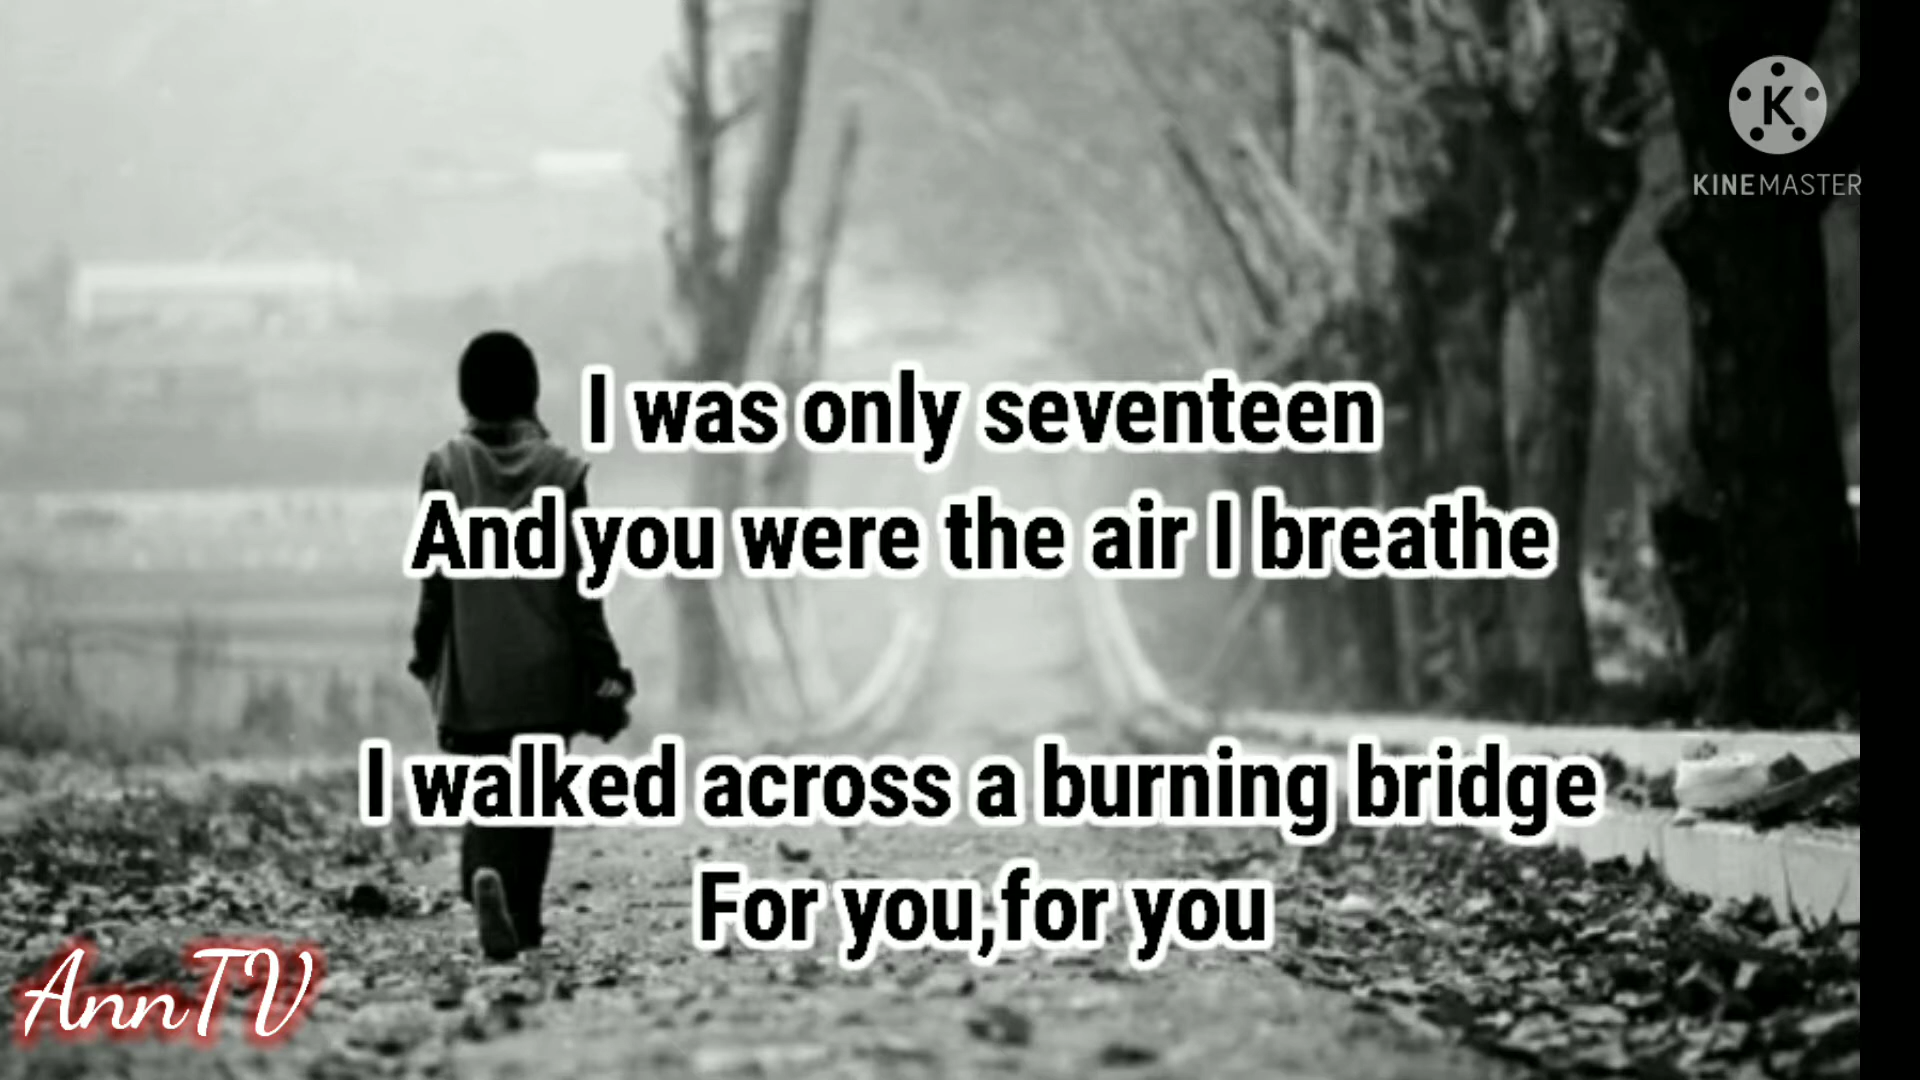 K
KINEMASTER
I was only seventeen
And you were the air I breathe
I walked across a burning bridge
For you,for you
AnnTV